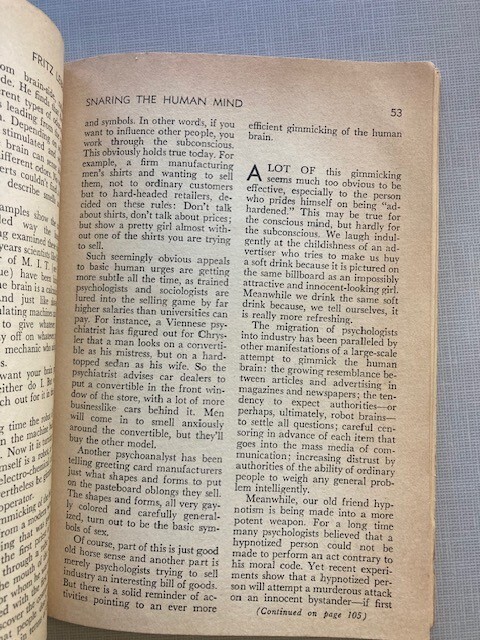 FRITZ
SNARING THE HUMAN MIND
53
and symbols. In other words, if you
want to influence other people, you
work through the subconscious.
This obviously holds true today. For
example, a firm manufacturing
men's shirts and wanting to sell
them, not to ordinary customers
but to hard-headed retailers, de-
cided on these rules: Don't talk
about shirts, don't talk about prices;
but show a pretty girl almost with-
out one of the shirts you are trying
to sell.
Such seemingly obvious appeals
to basic human urges are getting
more subtle all the time, as trained
psychologists and sociologists are
lured into the selling game by far
higher salaries than universities can
pay. For instance, a Viennese psy-
chiatrist has figured out for Chrys-
ler that a man looks on a converti-
ble as his mistress, but on a hard-
topped sedan as his wife. So the
psychiatrist advises car dealers to
put a convertible in the front win-
dow of the store, with a lot of more
businesslike cars behind it. Men
will come in to smell anxiously
around the convertible, but they'll
buy the other model.
Another psychoanalyst has been
telling greeting card manufacturers
just what shapes and forms to put
on the pasteboard oblongs they sell.
The shapes and forms, all very gay-
ly colored and carefully general-
ized, turn out to be the basic sym-
bols of sex.
Of course, part of this is just good
old horse sense and another part is
merely psychologists trying to sell
industry an interesting bill of goods.
But there is a solid reminder of ac-
tivities pointing to an ever more
efficient gimmicking of the human
brain.
A LOT OF this gimmicking
seems much too obvious to be
effective, especially to the person
who prides himself on being "ad-
hardened." This may be true for
the conscious mind, but hardly for
the subconscious. We laugh indul-
gently at the childishness of an ad-
vertiser who tries to make us buy
a soft drink because it is pictured on
the same billboard as an impossibly
attractive and innocent-looking girl.
Meanwhile we drink the same soft
drink because, we tell ourselves, it
is really more refreshing.
The migration of psychologists
into industry has been paralleled by
other manifestations of a large-scale
attempt to gimmick the human
brain: the growing resemblance be-
tween articles and advertising in
magazines and newspapers; the ten-
dency to expect authorities—or
perhaps, ultimately, robot brains—
to settle all questions; careful cen-
soring in advance of each item that
goes into the mass media of com-
munication; increasing distrust by
authorities of the ability of ordinary
people to weigh any general prob-
lem intelligently.
Meanwhile, our old friend hyp-
notism is being made into a more
potent weapon. For a long time
many psychologists believed that a
hypnotized person could not be
made to perform an act contrary to
his moral code. Yet recent experi-
ments show that a hypnotized per-
son will attempt a murderous attack
on an innocent bystander—if first
(Continued on page 105)